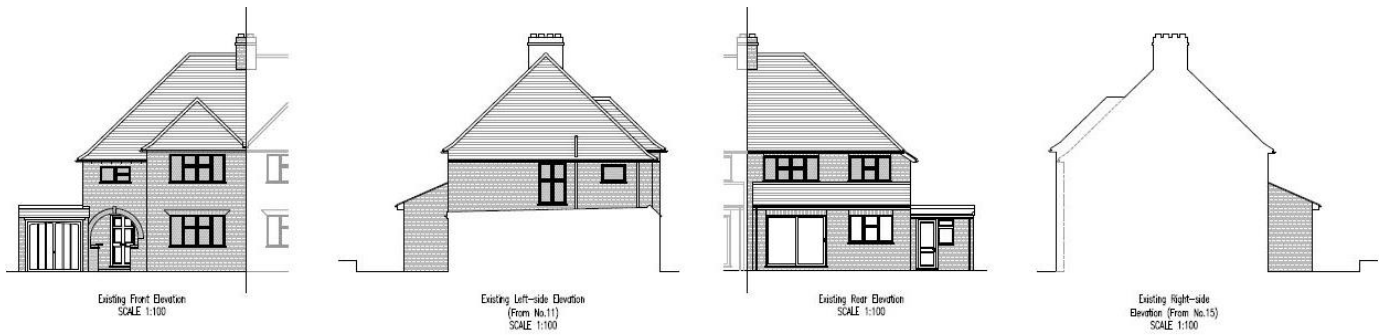 Existing Front Elevation
SCALE 1:100
Existing Left-side Elevation
(From No.11)
SCALE 1:100
Existing Rear Elevation
SCALE 1:100
Existing Right-side
Elevation (From No.15)
SCALE 1:100